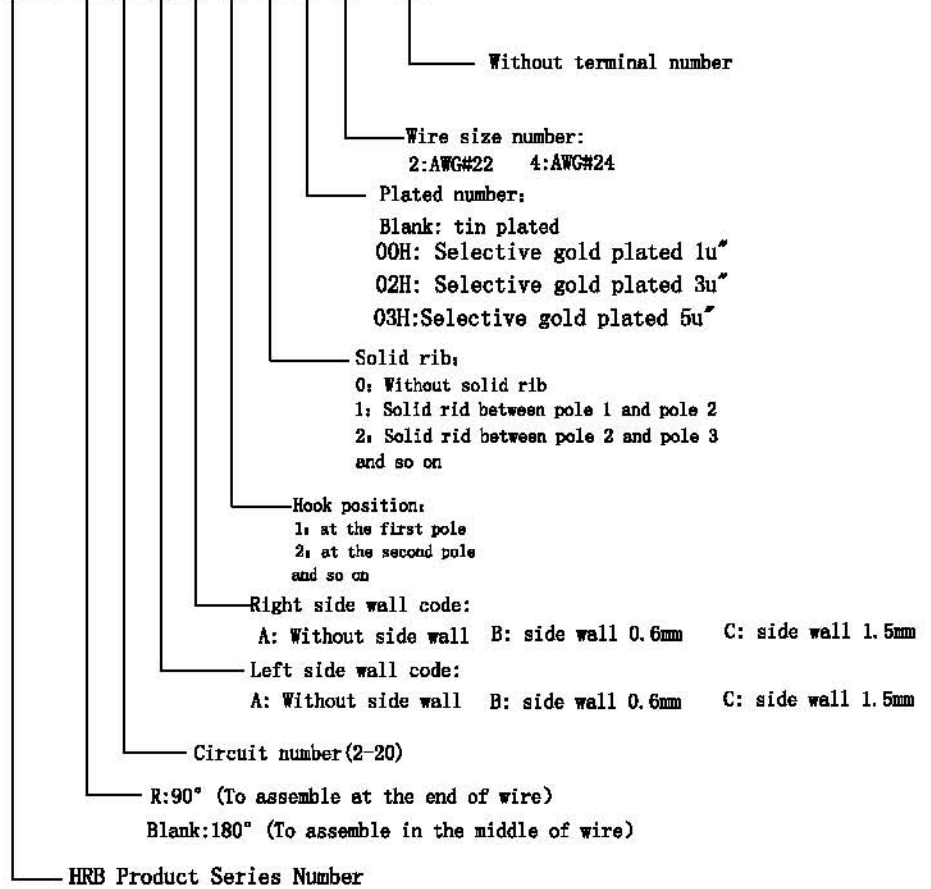 Without terminal number
Wire size number:
2:AWG#22 4:AWG#24
Plated number:
Blank: tin plated
00H: Selective gold plated 1u"
02H: Selective gold plated 3u"
03H:Selective gold plated 5u"
Solid rib:
0: Without solid rib
1: Solid rid between pole 1 and pole 2
2: Solid rid between pole 2 and pole 3
and so on
Hook position:
1: at the first pole
2: at the second pole
and so on
Right side wall code:
A: Without side wall B: side wall 0.6mm C: side wall 1.5mm
Left side wall code:
A: Without side wall B: side wall 0.6mm C: side wall 1.5mm
Circuit number(2-20)
R:90° (To assemble at the end of wire)
Blank:180° (To assemble in the middle of wire)
HRB Product Series Number